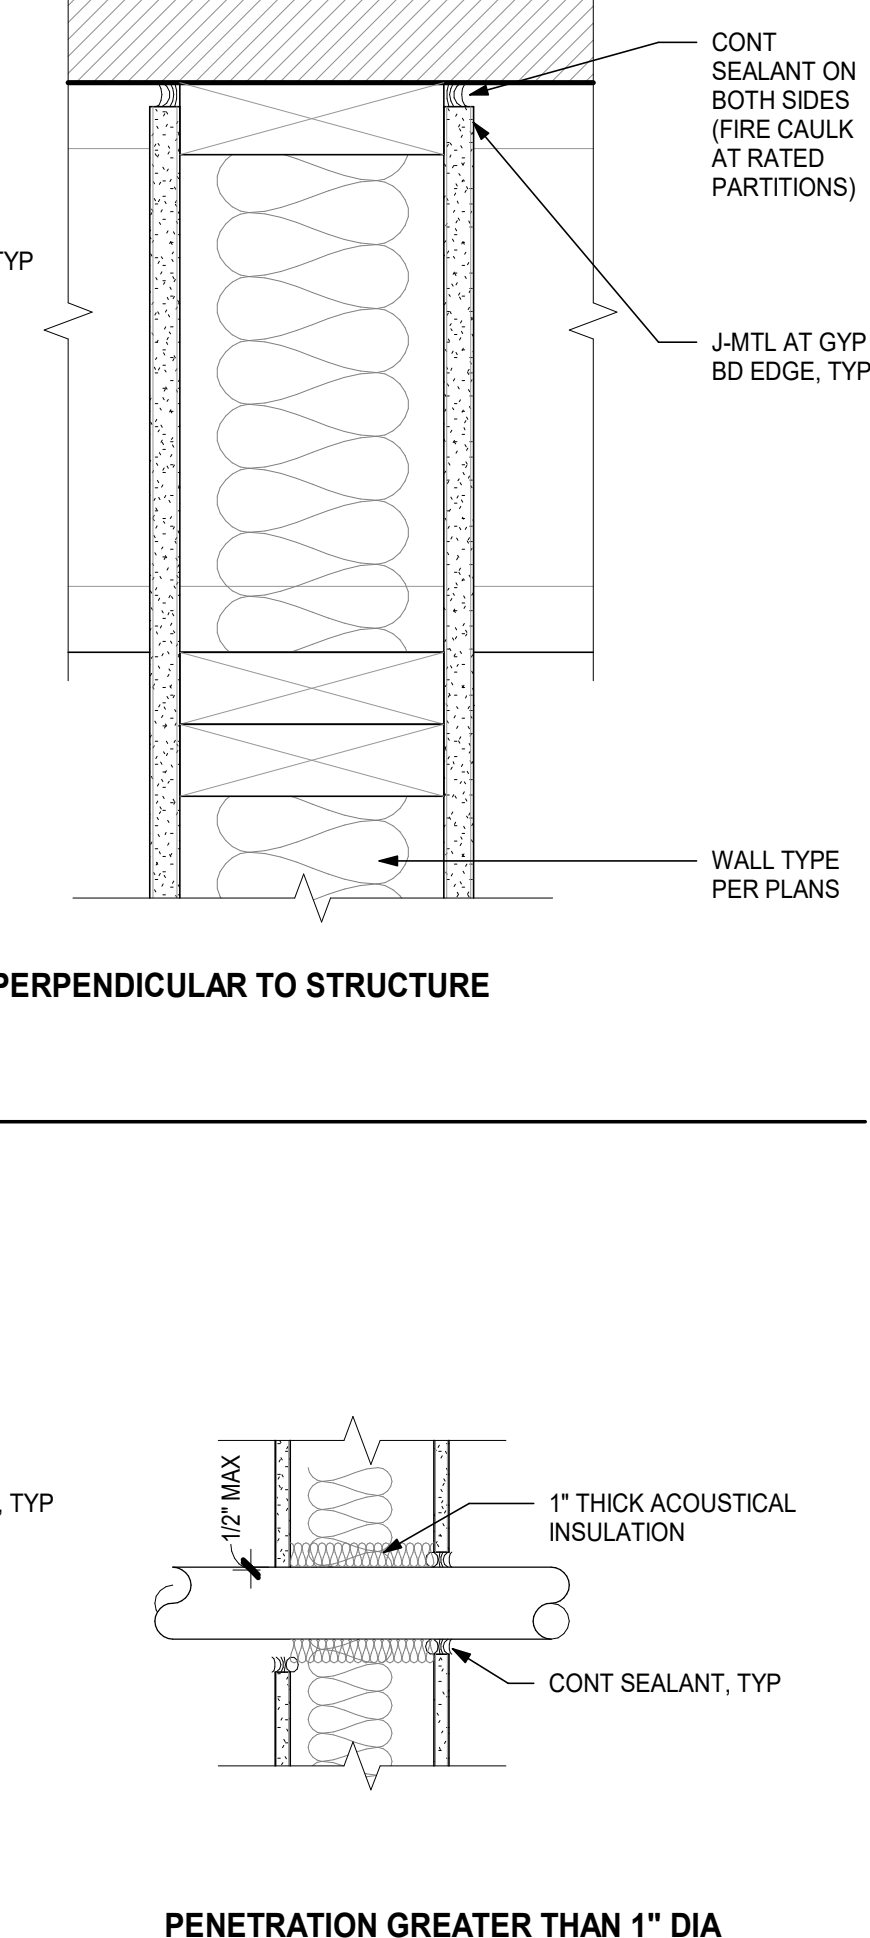 CONT
SEALANT ON
BOTH SIDES
(FIRE CAULK
AT RATED
PARTITIONS)
TYP
J-MTL AT GYP
BD EDGE, TYP
WALL TYPE
PER PLANS
PERPENDICULAR TO STRUCTURE
1/2" MAX
, TYP
1" THICK ACOUSTICAL
INSULATION
CONT SEALANT, TYP
PENETRATION GREATER THAN 1" DIA